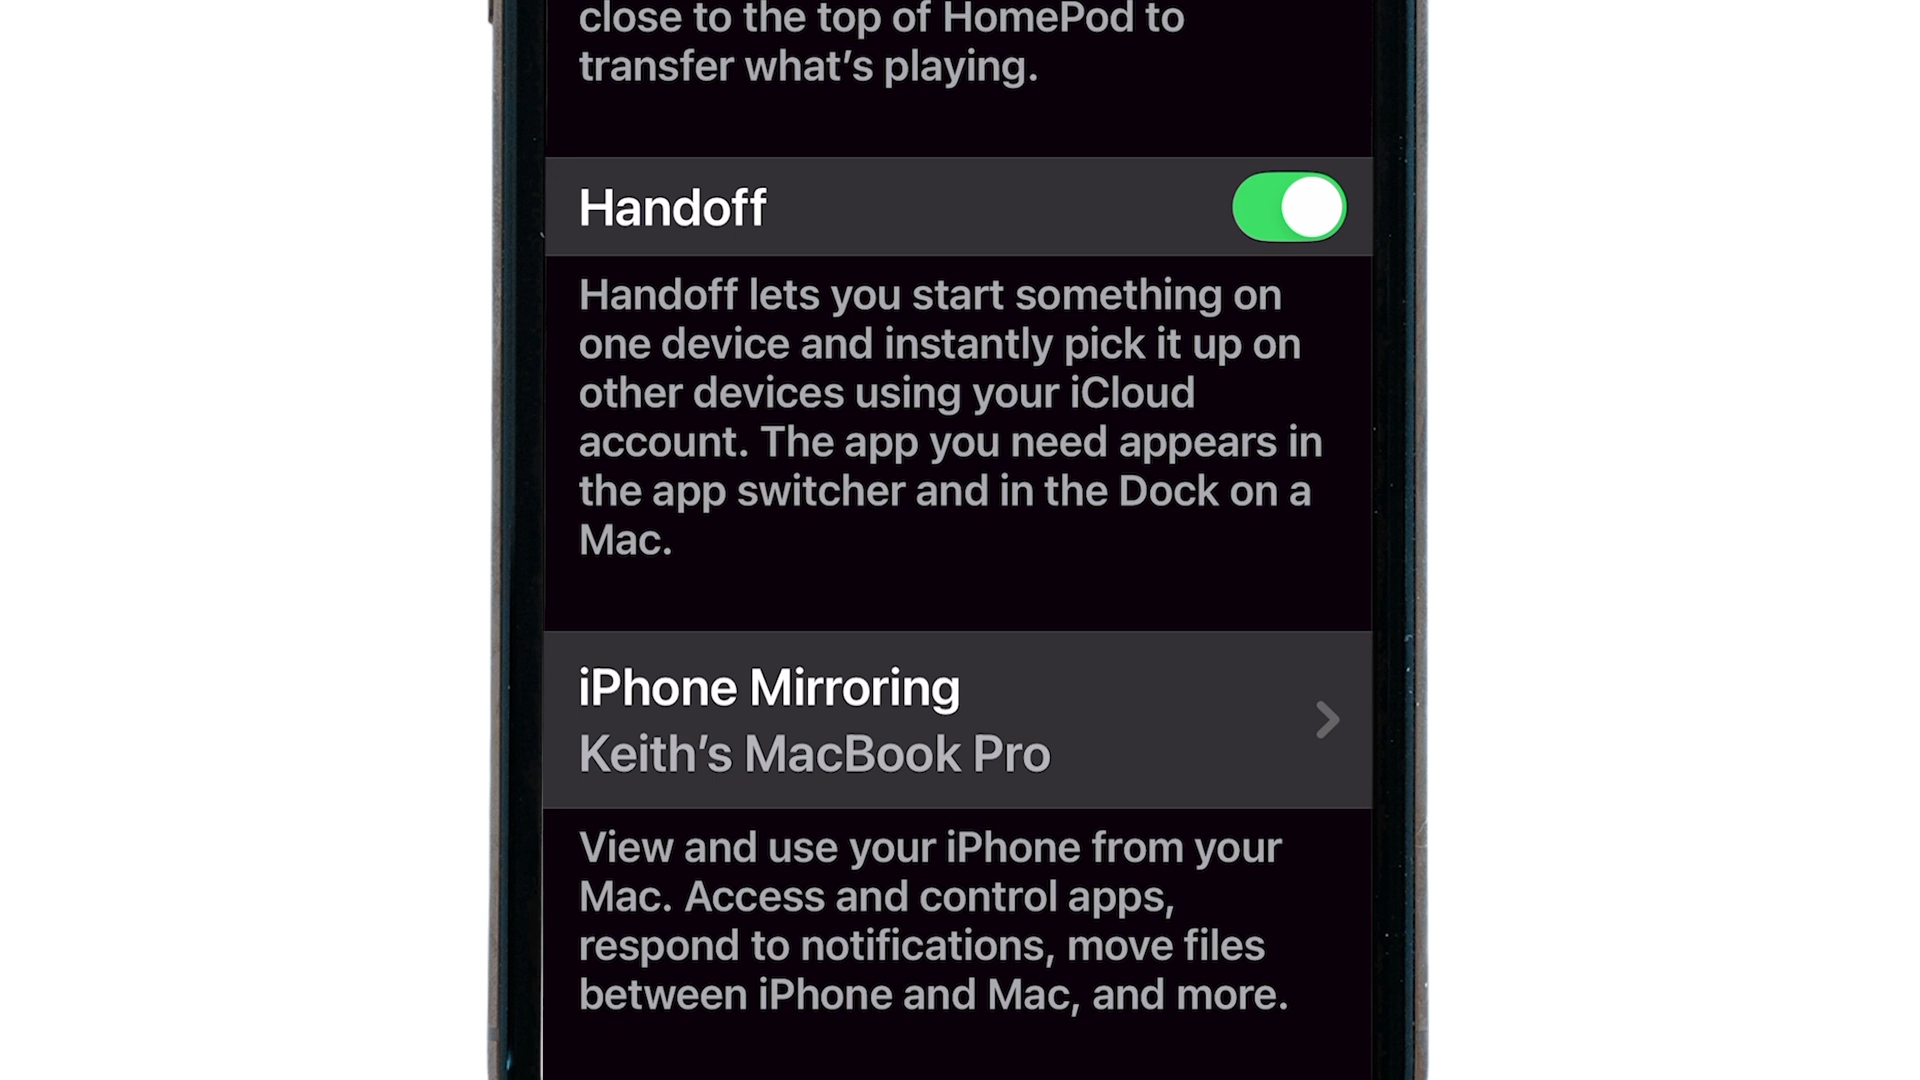 close to the top of HomePod to
transfer what’s playing.
Handoff
Handoff lets you start something on
one device and instantly pick it up on
other devices using your iCloud
account. The app you need appears in
the app switcher and in the Dock on a
Mac.
iPhone Mirroring
Keith’s MacBook Pro
View and use your iPhone from your
Mac. Access and control apps,
respond to notifications, move files
between iPhone and Mac, and more.